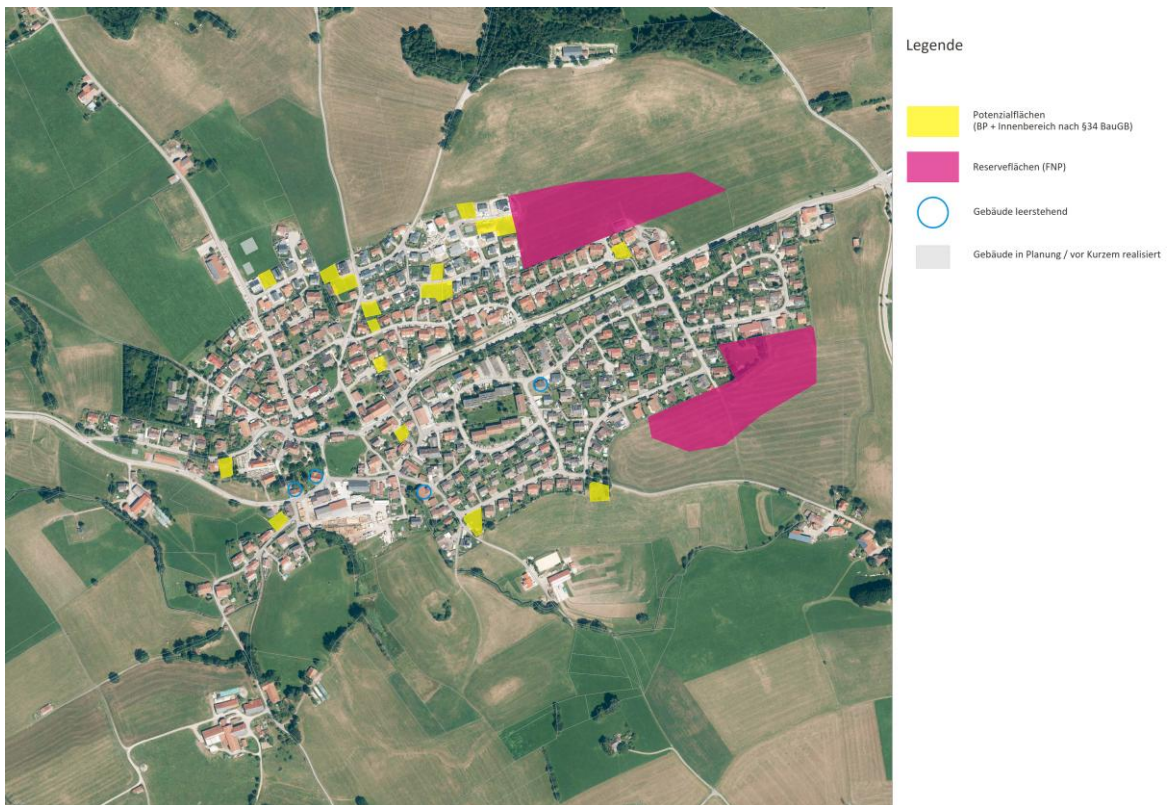 Legende
Potenzialflächen
(BP + Innenbereich nach §34 BauGB)
Reserveflächen (FNP)
Gebäude leerstehend
Gebäude in Planung / vor Kurzem realisiert